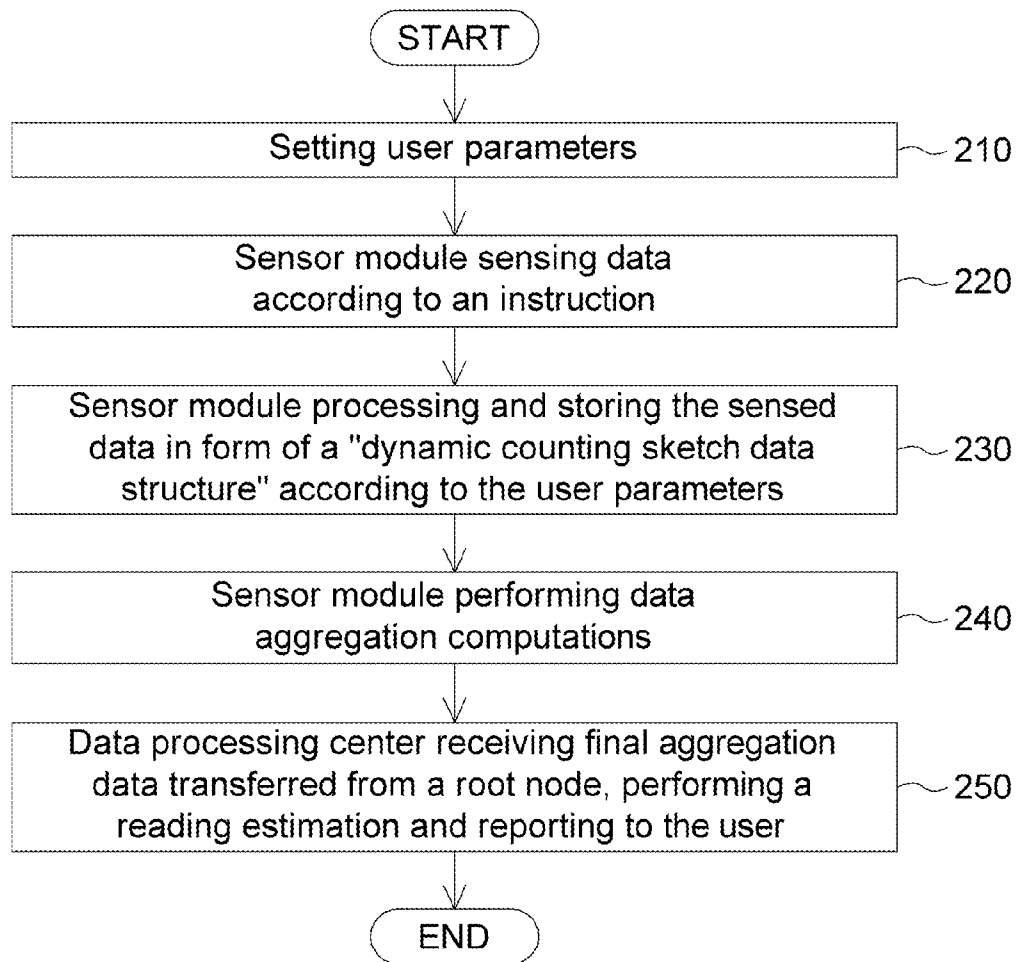 START
Setting user parameters
210
Sensor module sensing data
according to an instruction
220
Sensor module processing and storing the sensed
data in form of a "dynamic counting sketch data
structure" according to the user parameters
230
Sensor module performing data
aggregation computations
240
Data processing center receiving final aggregation
data transferred from a root node, performing a
reading estimation and reporting to the user
250
END